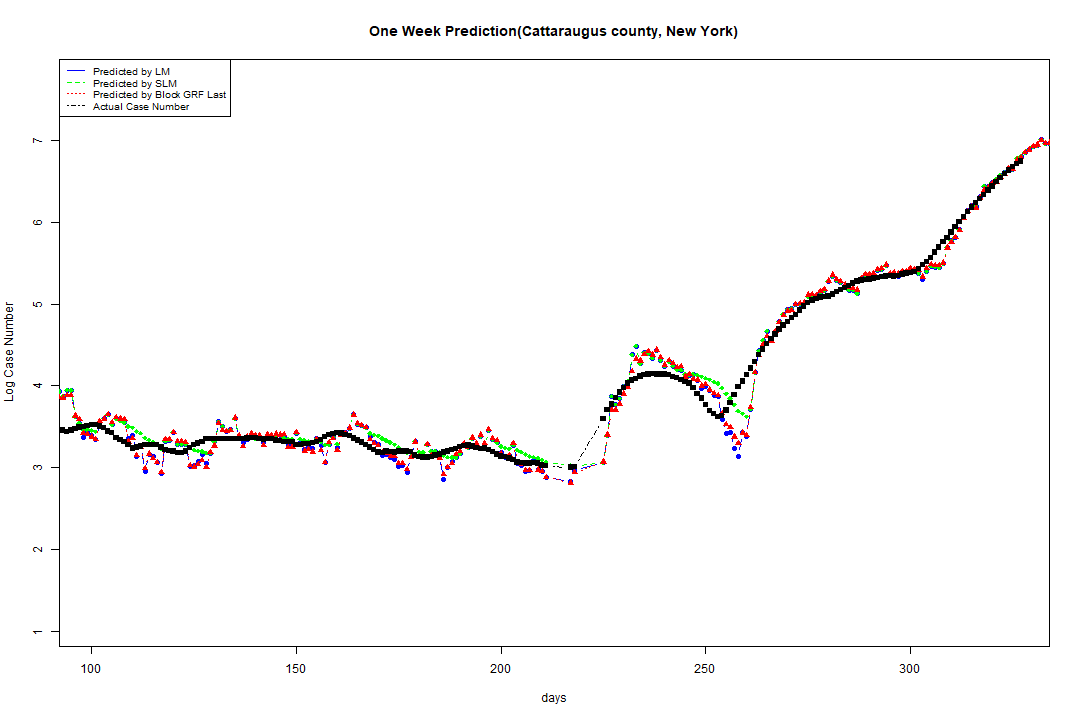 One Week Prediction(Cattaraugus county, New York)
Predicted by LM
Predicted by SLM
Predicted by Block GRF Last
Actual Case Number
7
6
5
4
3
2
1
Log Case Number
100 150 200 250 300
days